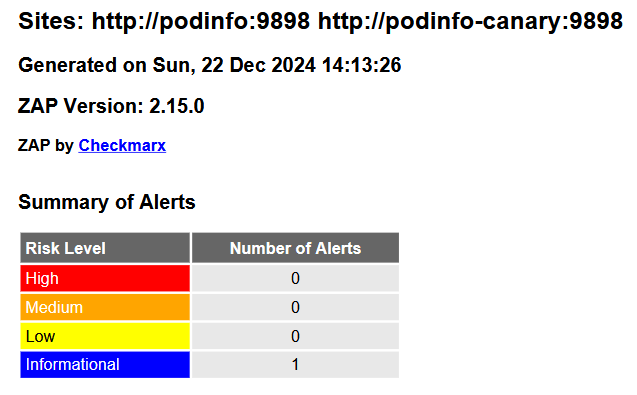 Sites: http://podinfo:9898 http://podinfo-canary:9898
Generated on Sun, 22 Dec 2024 14:13:26
ZAP Version: 2.15.0
ZAP by Checkmarx
Summary of Alerts
Risk Level Number of Alerts
High 0
Medium 0
Low 0
Informational 1